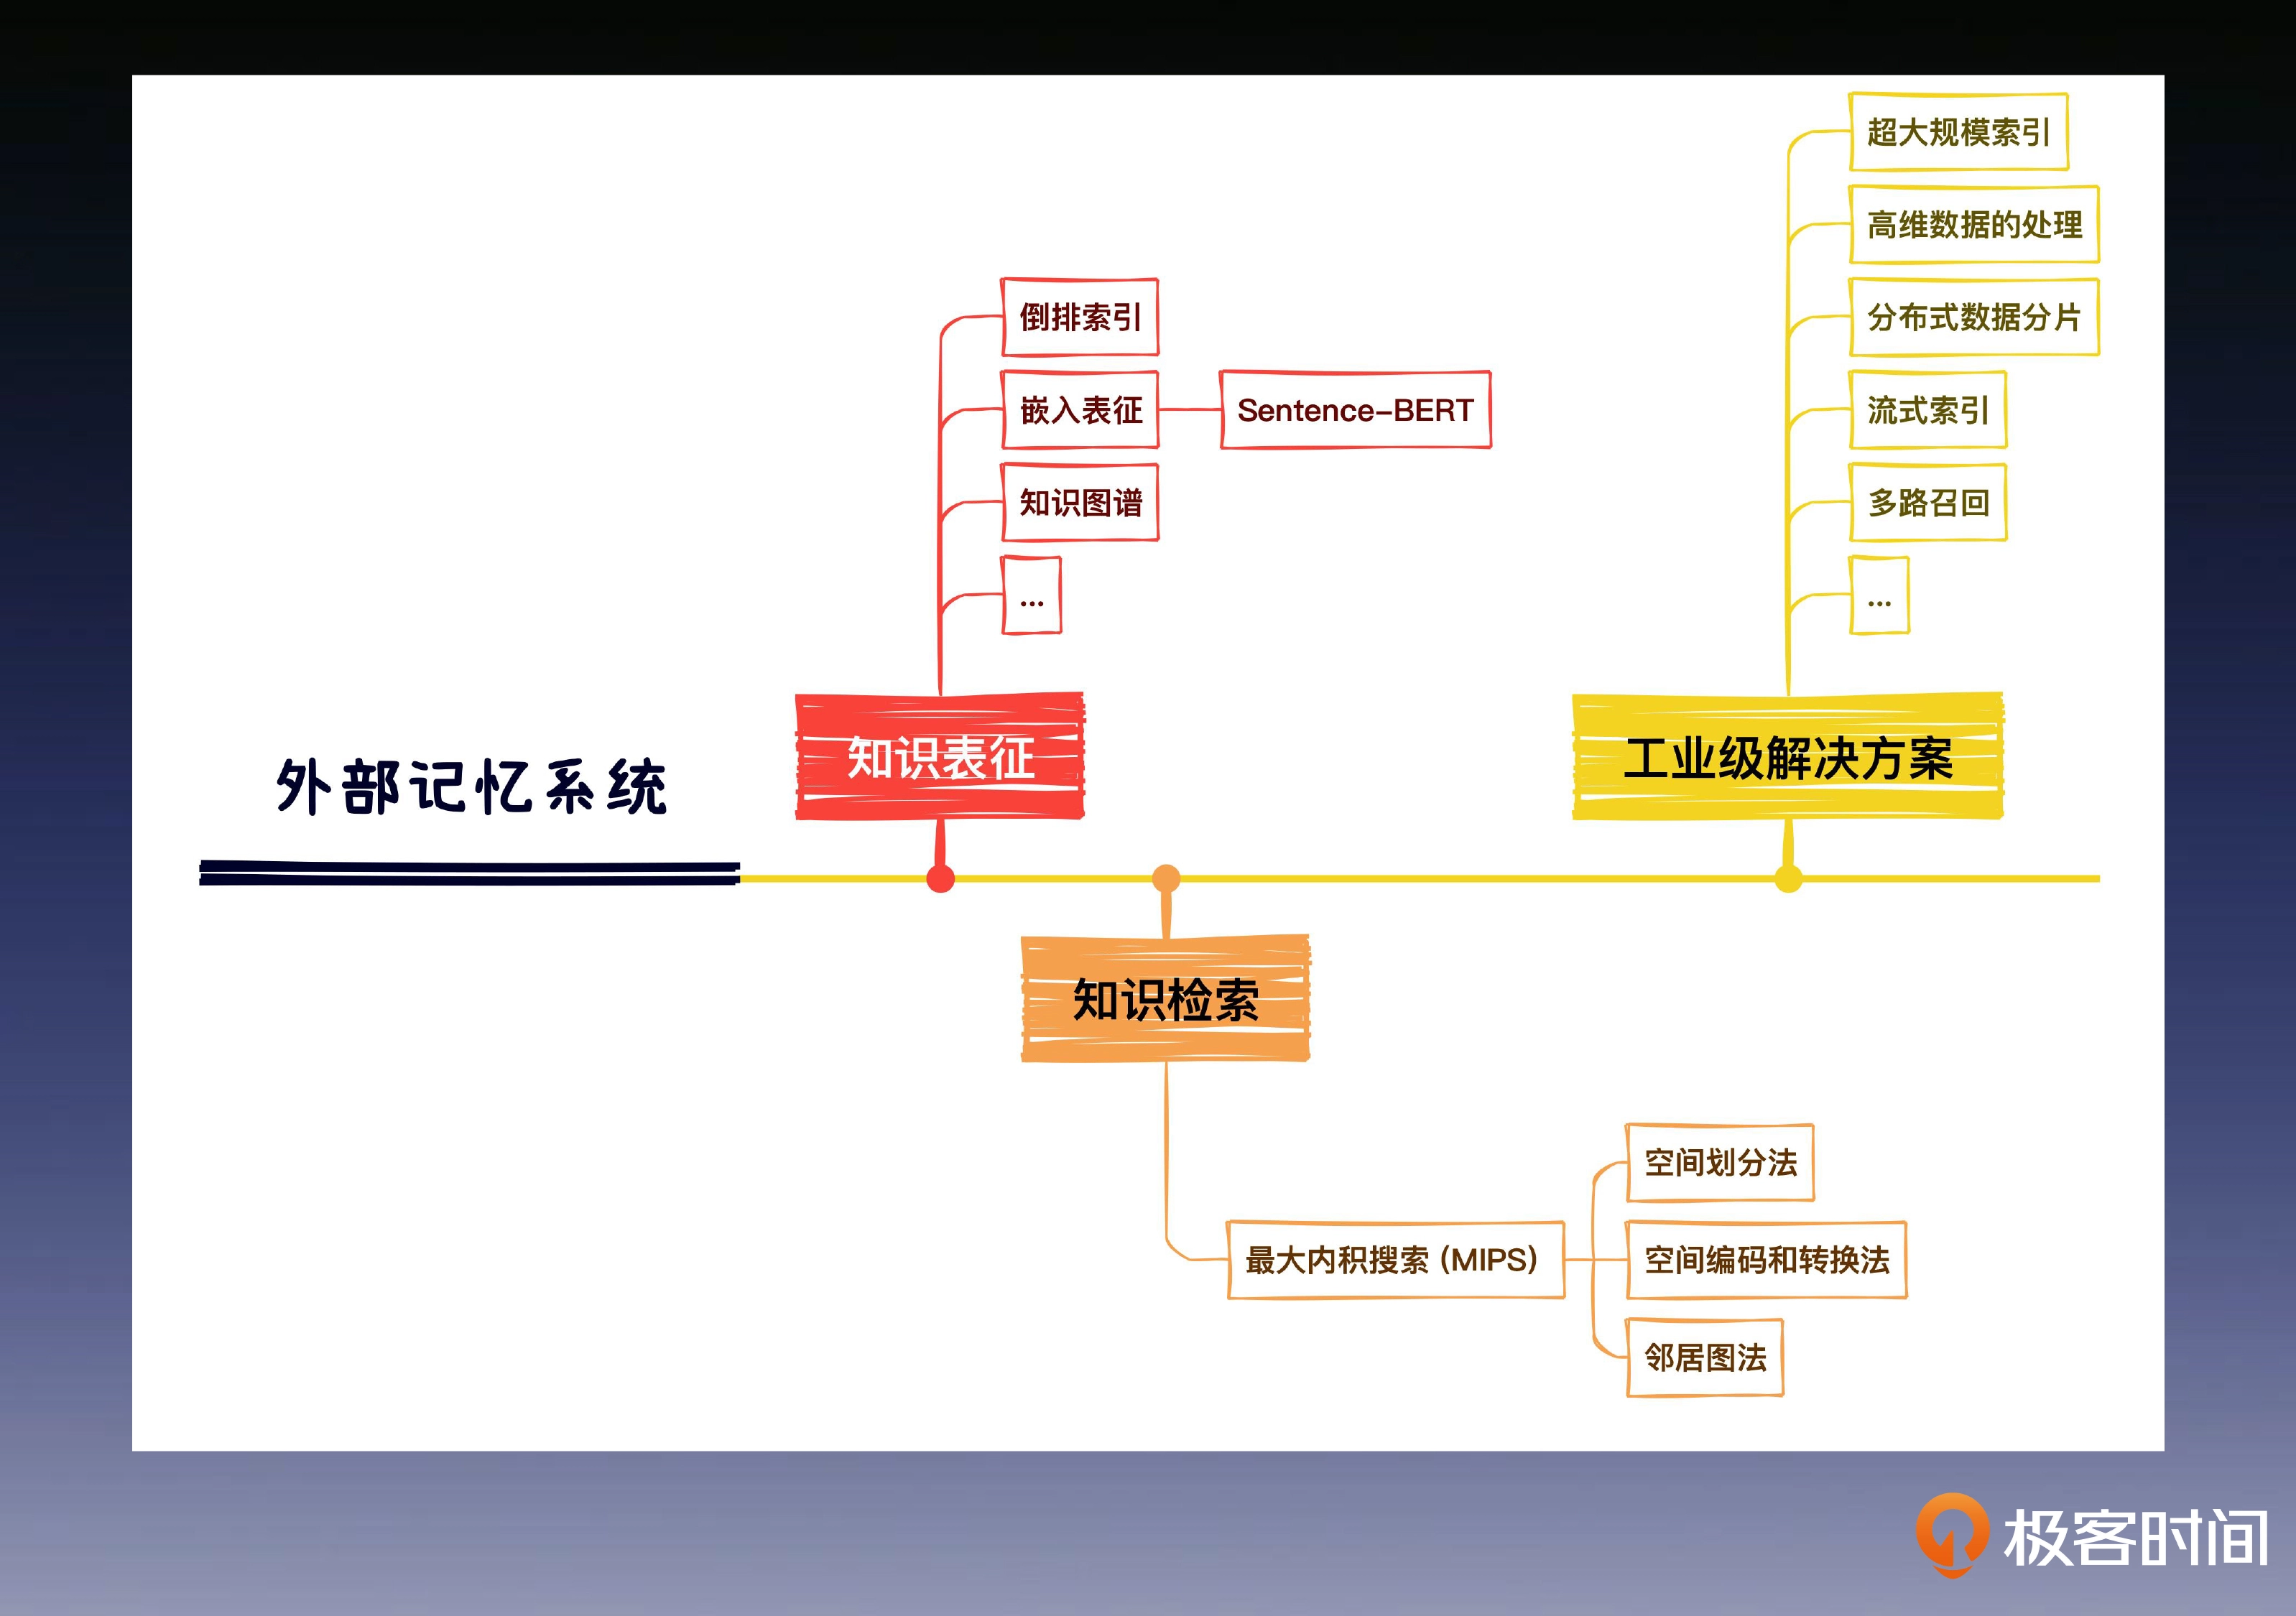 外部记忆系统
知识表征
倒排索引
嵌入表征
Sentence-BERT
知识图谱
...
知识检索
最大内积搜索 (MIPS)
空间划分法
空间编码和转换法
邻居图法
工业级解决方案
超大规模索引
高维数据的处理
分布式数据分片
流式索引
多路召回
...
极客时间